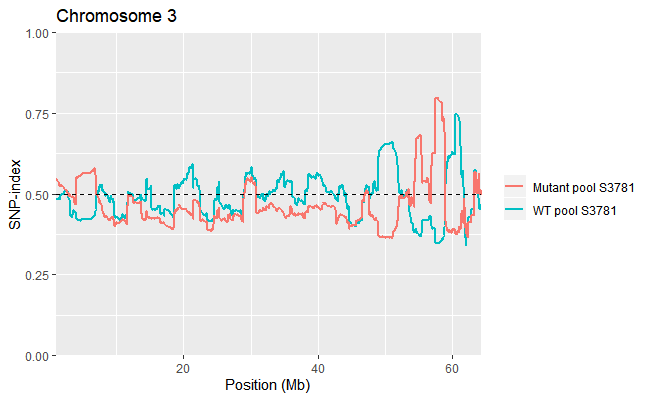 Chromosome 3
1.00
0.75
0.50
0.25
0.00
SNP-index
20
40
60
Position (Mb)
Mutant pool S3781
WT pool S3781